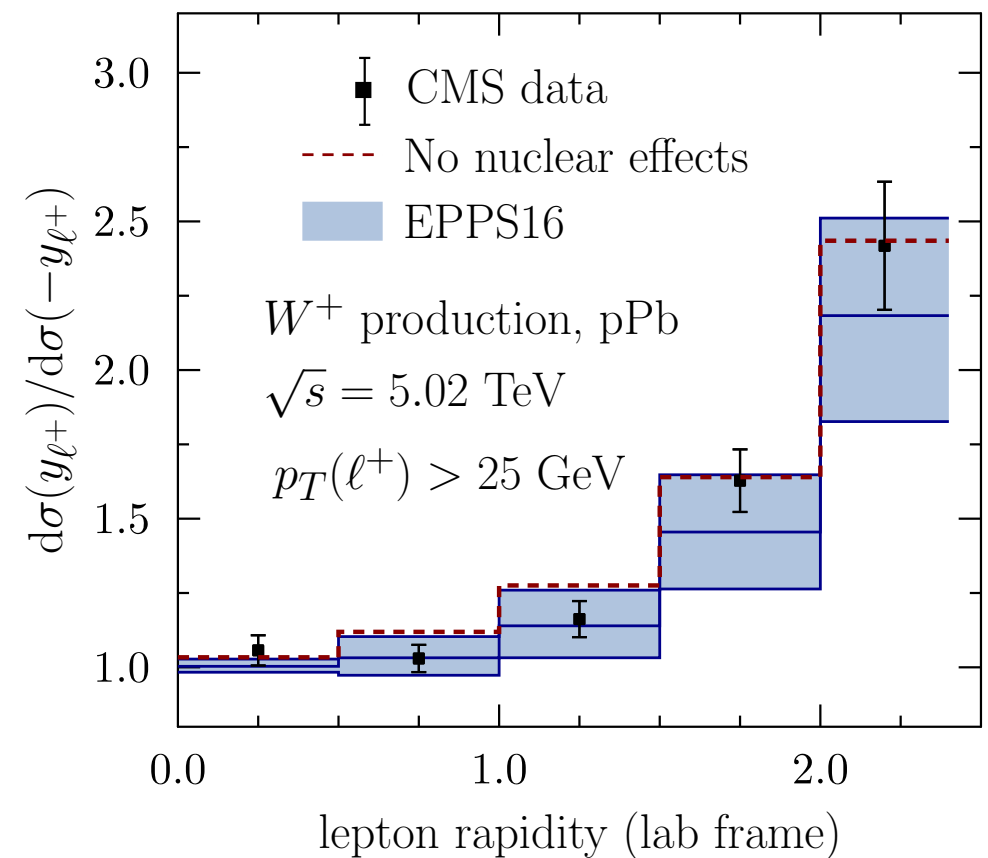 dσ(y_ℓ+)/dσ(−y_ℓ+)
3.0
2.5
2.0
1.5
1.0
CMS data
No nuclear effects
EPPS16
W⁺ production, pPb
√s = 5.02 TeV
p_T(ℓ⁺) > 25 GeV
0.0 1.0 2.0
lepton rapidity (lab frame)